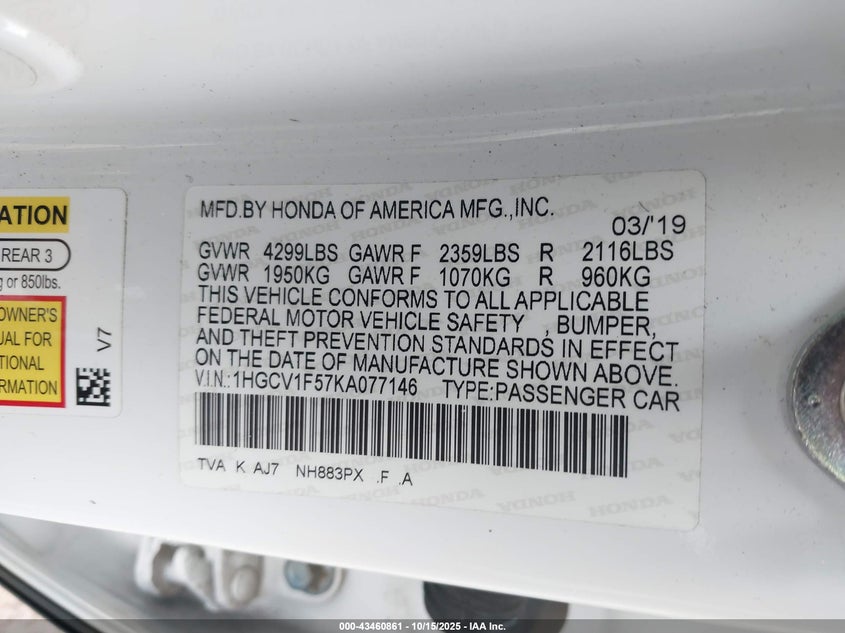 ATION
REAR 3
g or 850lbs.
OWNER'S
UAL FOR
TIONAL
FORMATION
V7
MFD.BY HONDA OF AMERICA MFG.,INC.
03/'19
GVWR 4299LBS GAWR F 2359LBS R 2116LBS
GVWR 1950KG GAWR F 1070KG R 960KG
THIS VEHICLE CONFORMS TO ALL APPLICABLE
FEDERAL MOTOR VEHICLE SAFETY BUMPER,
AND THEFT PREVENTION STANDARDS IN EFFECT
ON THE DATE OF MANUFACTURE SHOWN ABOVE.
V.I.N.:1HGCV1F57KA077146 TYPE:PASSENGER CAR
TVA K AJ7 NH883PX .F .A
000-43460861 - 10/15/2025 - IAA Inc.